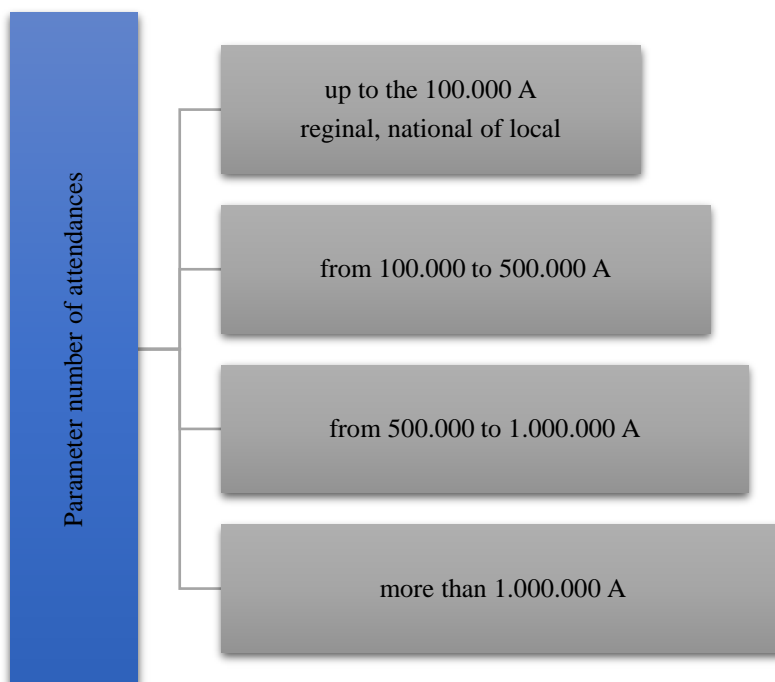 Parameter number of attendances
up to the 100.000 A
reginal, national of local
from 100.000 to 500.000 A
from 500.000 to 1.000.000 A
more than 1.000.000 A